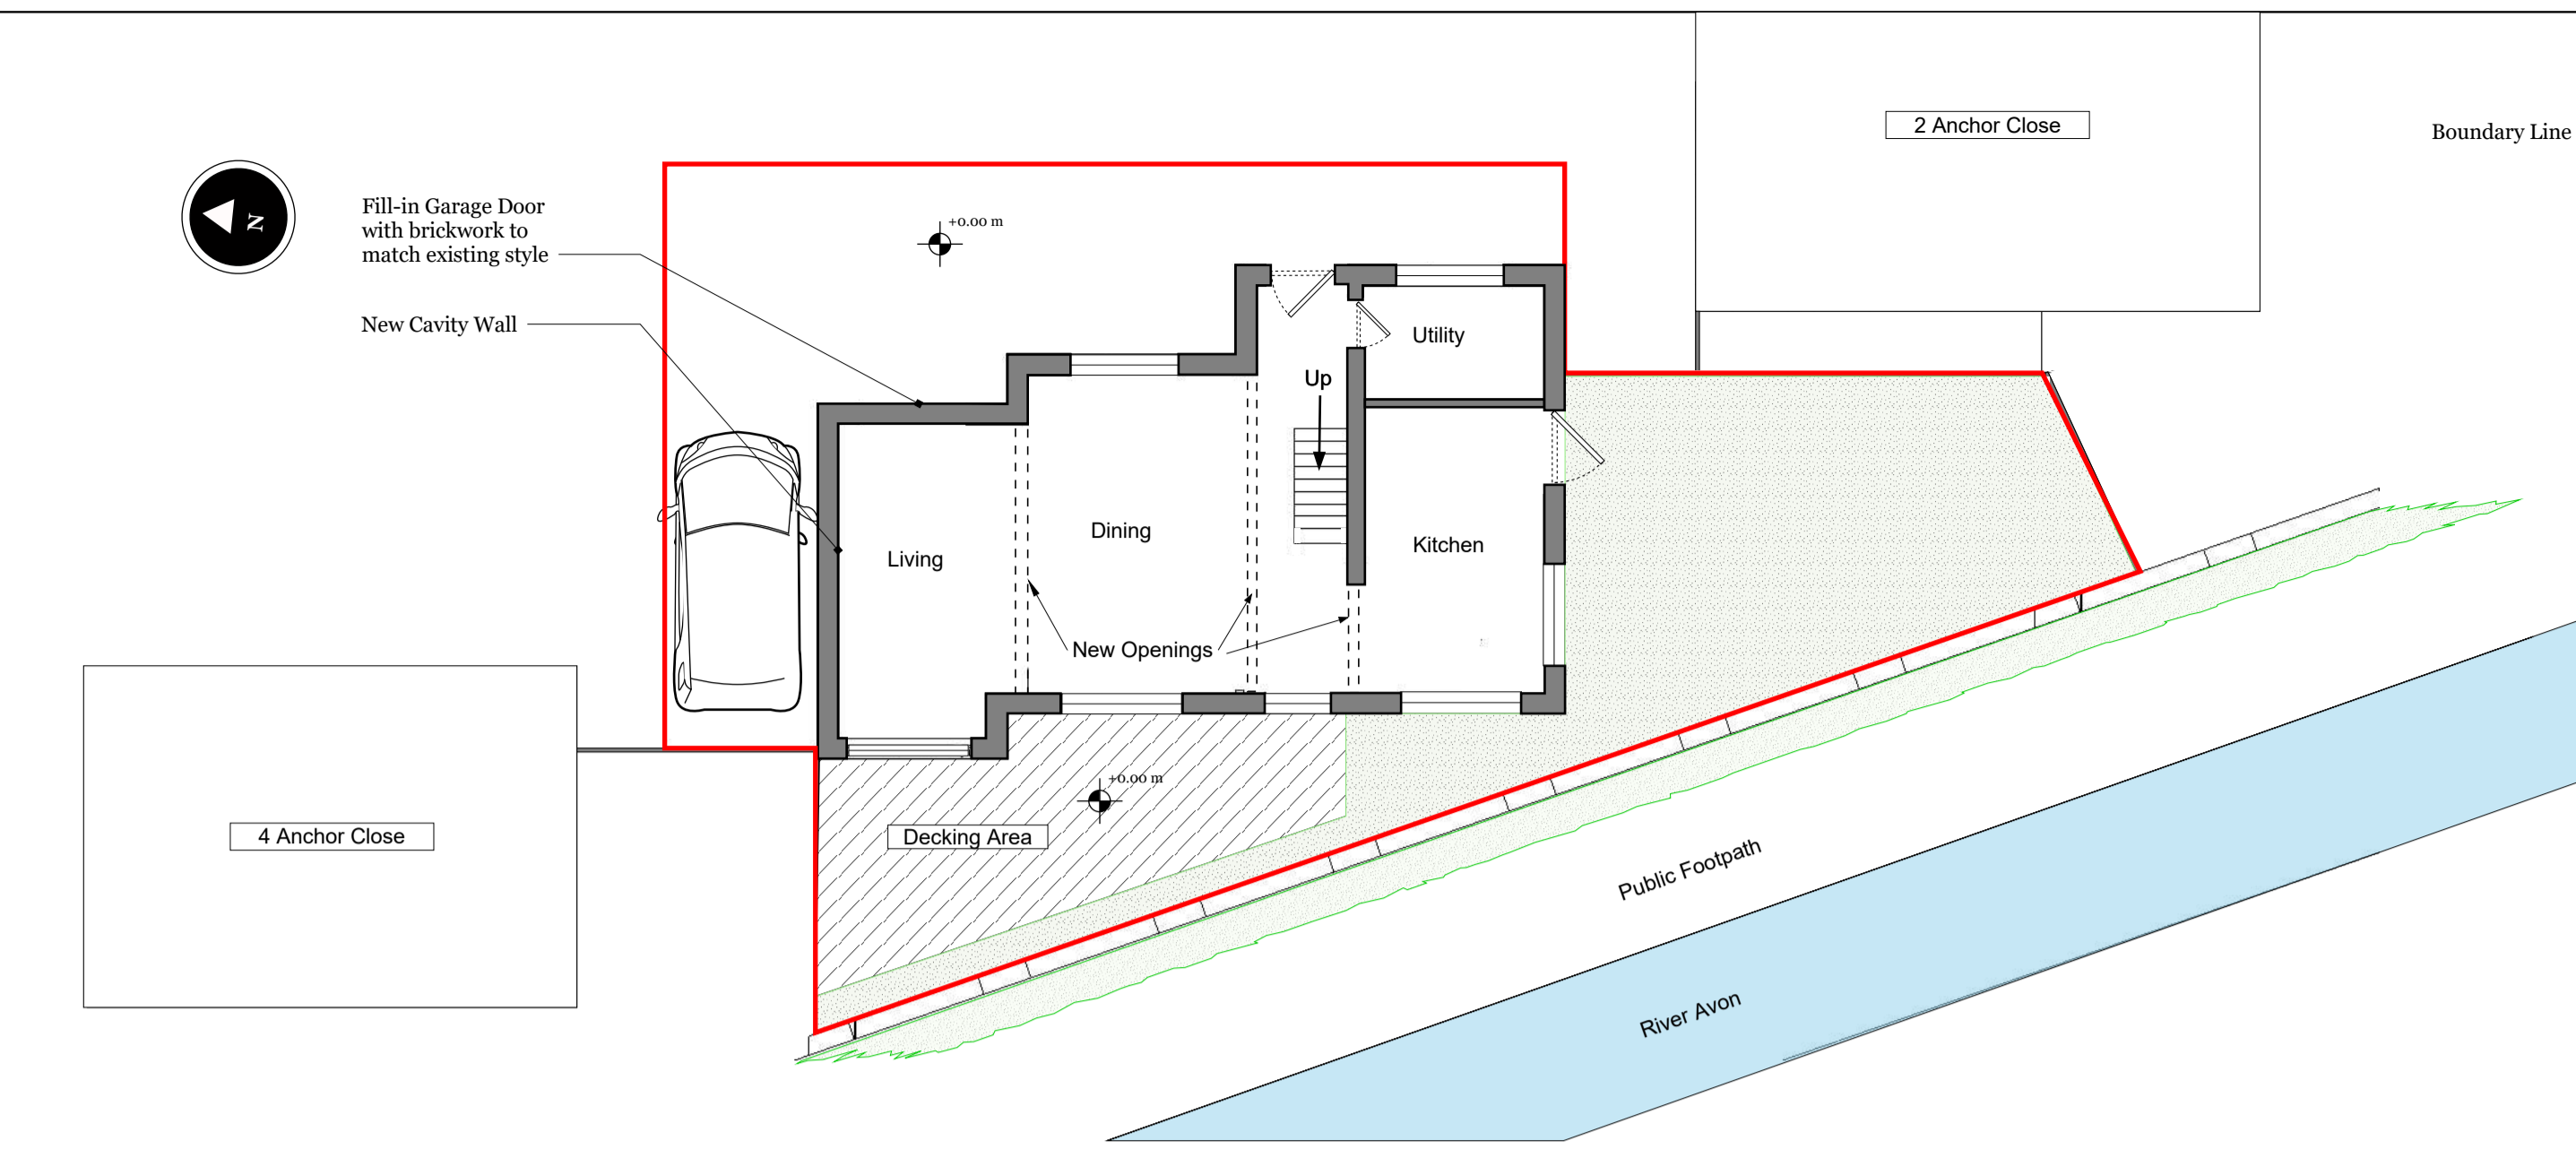 2 Anchor Close
Boundary Line
N
Fill-in Garage Door
with brickwork to
match existing style
+0.00 m
New Cavity Wall
Utility
Up
Dining
Kitchen
Living
New Openings
+0.00 m
Decking Area
4 Anchor Close
Public Footpath
River Avon